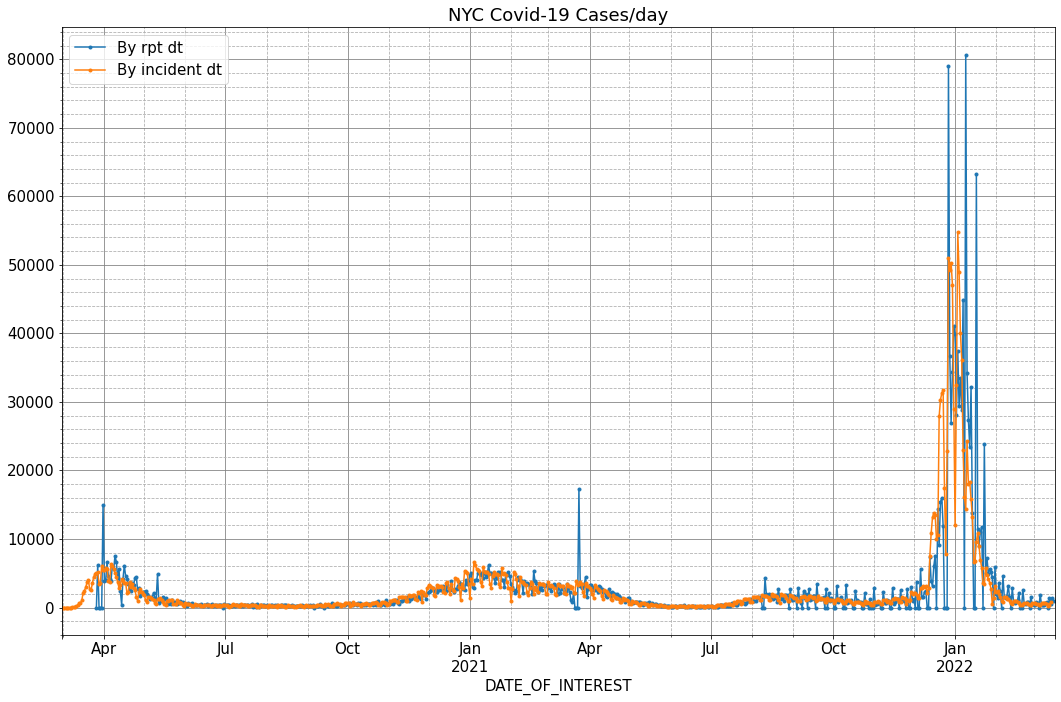 NYC Covid-19 Cases/day
By rpt dt
By incident dt
80000
70000
60000
50000
40000
30000
20000
10000
0
Apr Jul Oct Jan Apr Jul Oct Jan
2021 2022
DATE_OF_INTEREST